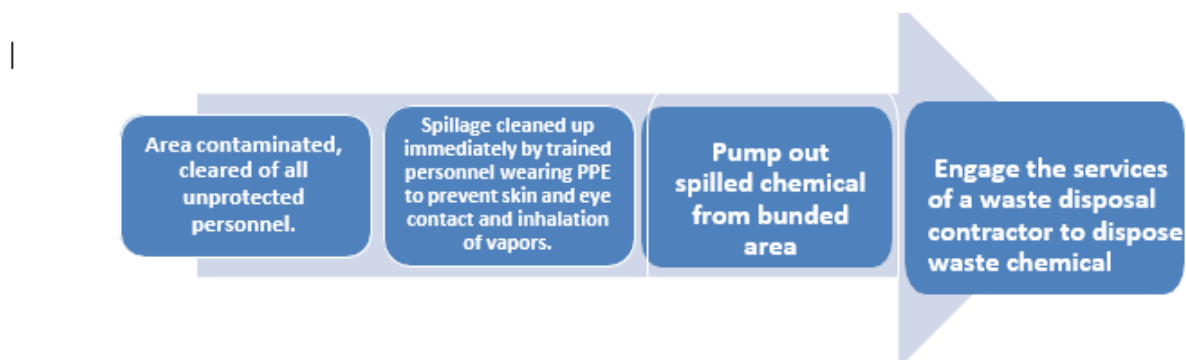 Area contaminated,
cleared of all
unprotected
personnel.
Spillage cleaned up
immediately by trained
personnel wearing PPE
to prevent skin and eye
contact and inhalation
of vapors.
Pump out
spilled chemical
from bunded
area
Engage the services
of a waste disposal
contractor to dispose
waste chemical